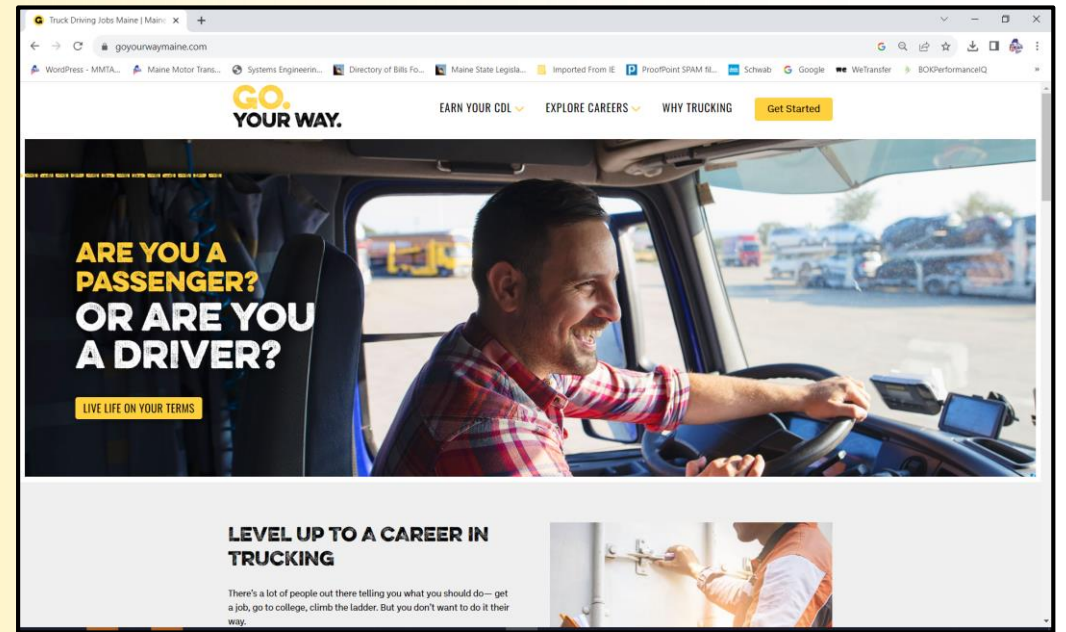 G Truck Driving Jobs Maine | Maine
goyourwaymaine.com
WordPress - MMTA... Maine Motor Trans... Systems Engineerin... Directory of Bills Fo... Maine State Legisla... Imported From IE ProofPoint SPAM fil... Schwab Google WeTransfer BOKPerformanceIQ »
GO.
YOUR WAY.
EARN YOUR CDL EXPLORE CAREERS WHY TRUCKING Get Started
ARE YOU A
PASSENGER?
OR ARE YOU
A DRIVER?
LIVE LIFE ON YOUR TERMS
LEVEL UP TO A CAREER IN
TRUCKING
There's a lot of people out there telling you what you should do— get
a job, go to college, climb the ladder. But you don't want to do it their
way.